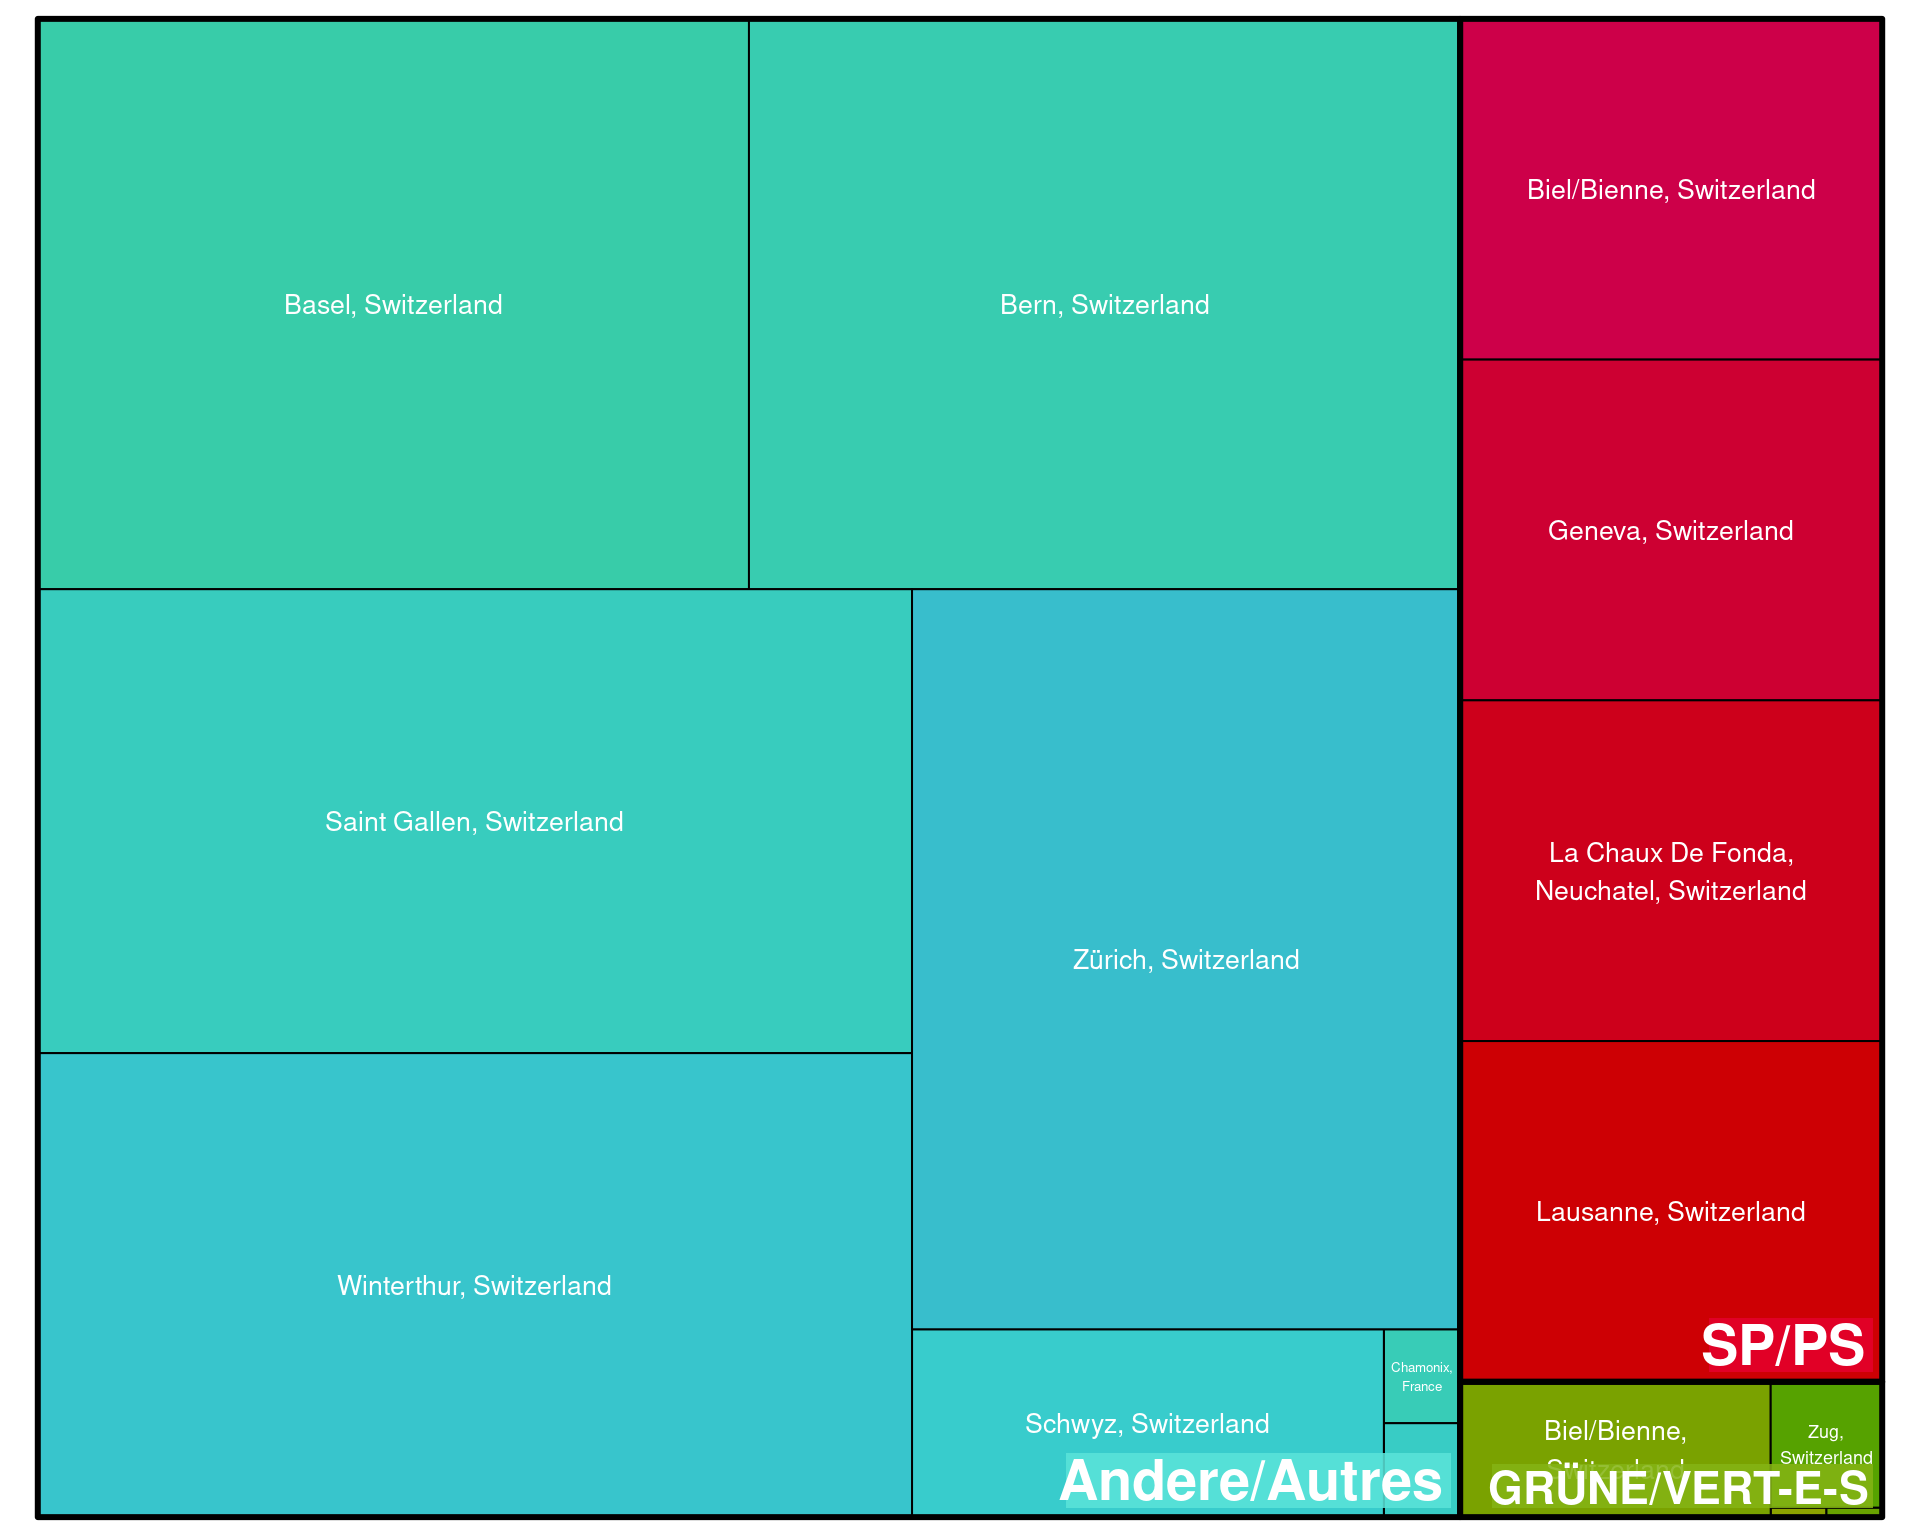 Basel, Switzerland
Bern, Switzerland
Biel/Bienne, Switzerland
Geneva, Switzerland
Saint Gallen, Switzerland
La Chaux De Fonda,
Neuchatel, Switzerland
Zürich, Switzerland
Lausanne, Switzerland
Winterthur, Switzerland
SP/PS
Chamonix,
France
Schwyz, Switzerland
Andere/Autres
Biel/Bienne,
Switzerland
Zug,
Switzerland
GRÜNE/VERT-E-S